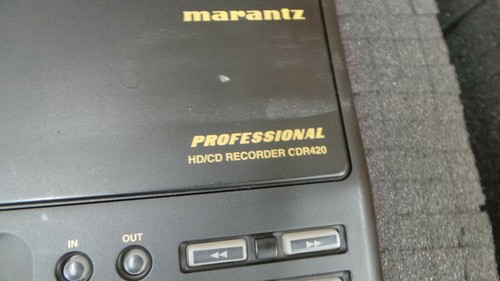 marantz
PROFESSIONAL
HD/CD RECORDER CDR420
IN OUT